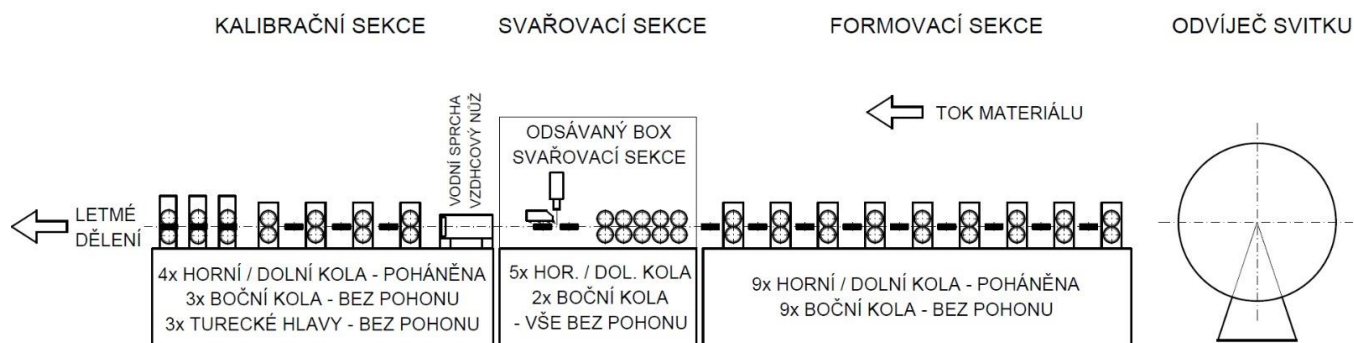 KALIBRAČNÍ SEKCE
SVAŘOVACÍ SEKCE
FORMOVACÍ SEKCE
ODVÍJEČ SVITKU
TOK MATERIÁLU
VODNÍ SPRCHA
VZDHCOVÝ NŮŽ
ODSÁVANÝ BOX
SVAŘOVACÍ SEKCE
LETMÉ
DĚLENÍ
4x HORNÍ / DOLNÍ KOLA - POHÁNĚNA
3x BOČNÍ KOLA - BEZ POHONU
3x TURECKÉ HLAVY - BEZ POHONU
5x HOR. / DOL. KOLA
2x BOČNÍ KOLA
- VŠE BEZ POHONU
9x HORNÍ / DOLNÍ KOLA - POHÁNĚNA
9x BOČNÍ KOLA - BEZ POHONU